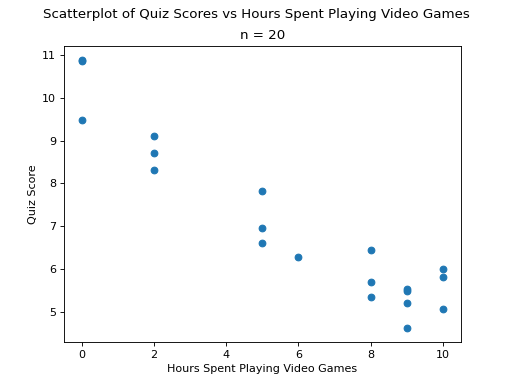 Scatterplot of Quiz Scores vs Hours Spent Playing Video Games
n = 20
11
10
9
8
7
6
5
Quiz Score
0 2 4 6 8 10
Hours Spent Playing Video Games